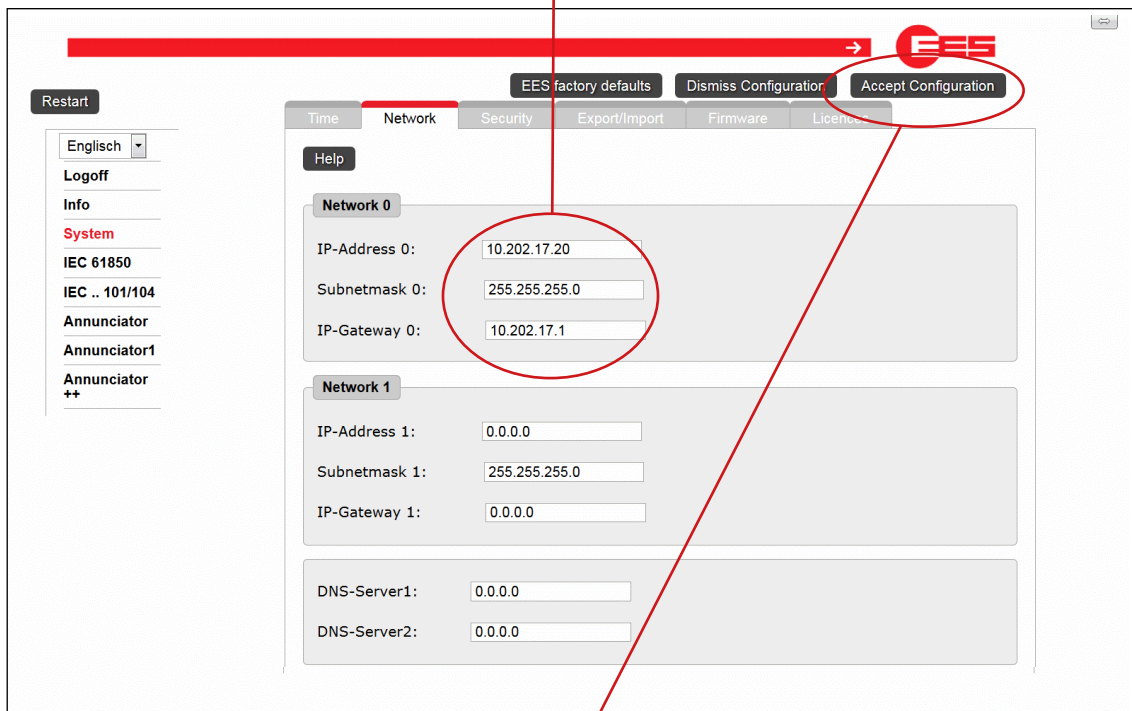 EES
EES factory defaults Dismiss Configuration Accept Configuration
Restart
Time Network Security Export/Import Firmware Licences
Englisch
Logoff
Info
System
IEC 61850
IEC .. 101/104
Annunciator
Annunciator1
Annunciator
++
Help
Network 0
IP-Address 0: 10.202.17.20
Subnetmask 0: 255.255.255.0
IP-Gateway 0: 10.202.17.1
Network 1
IP-Address 1: 0.0.0.0
Subnetmask 1: 255.255.255.0
IP-Gateway 1: 0.0.0.0
DNS-Server1: 0.0.0.0
DNS-Server2: 0.0.0.0